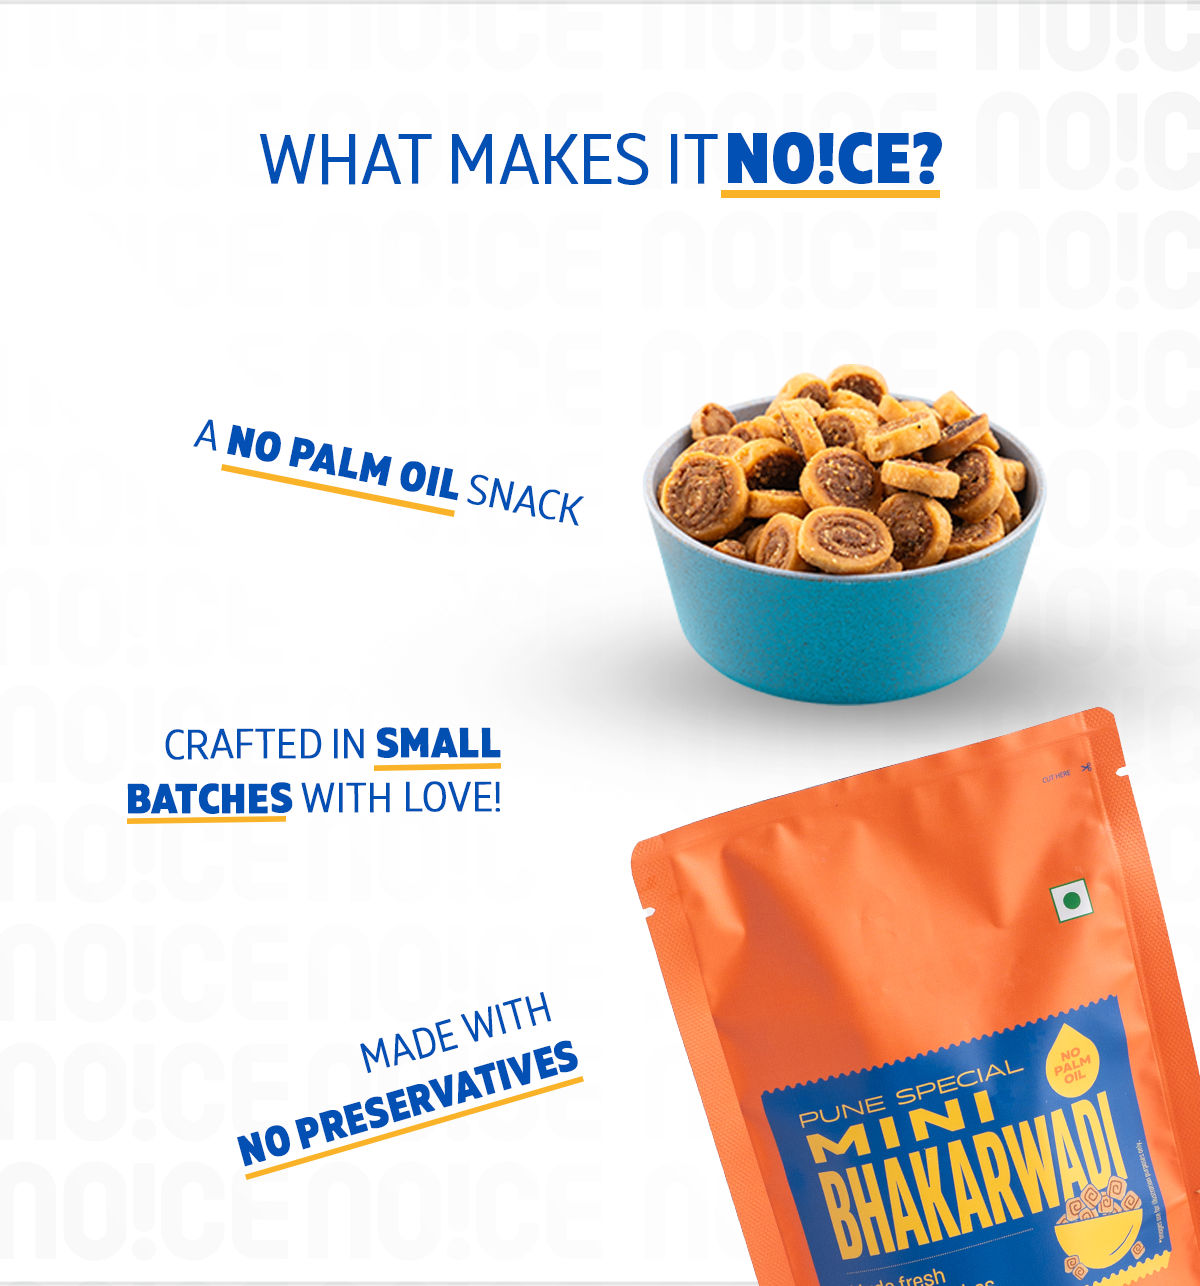 WHAT MAKES IT NO!CE?
A NO PALM OIL SNACK
CRAFTED IN SMALL
BATCHES WITH LOVE!
MADE WITH
NO PRESERVATIVES
CUT HERE
NO
PALM
OIL
PUNE SPECIAL
MINI
BHAKARWADI
fresh